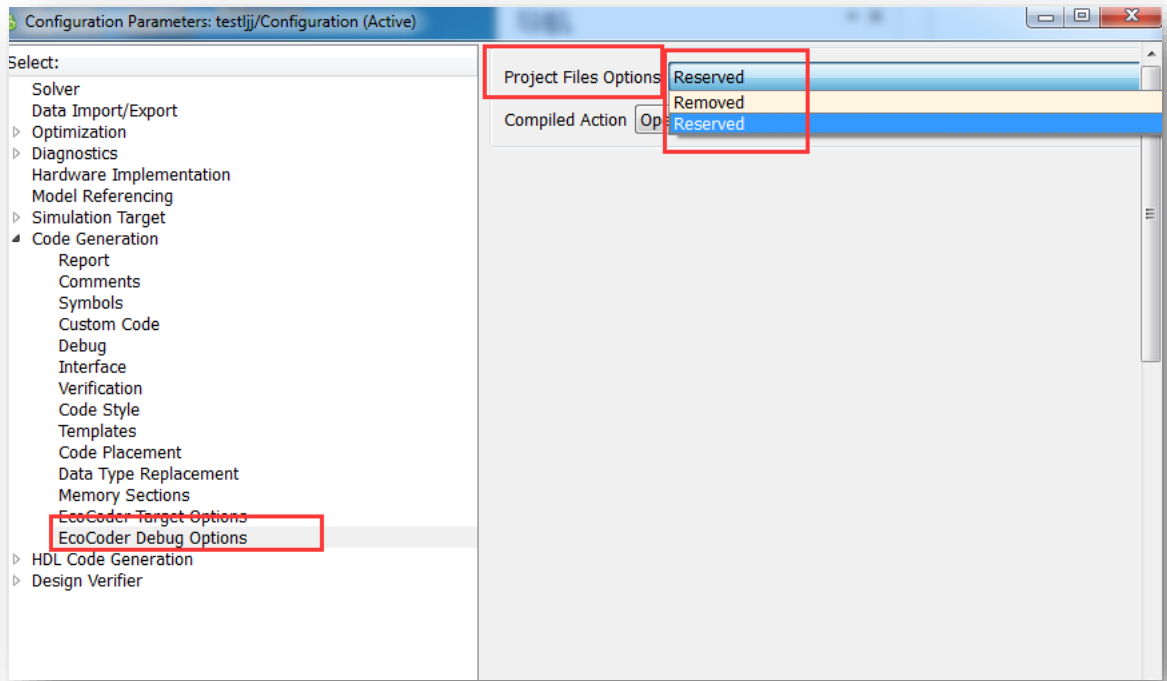 Configuration Parameters: testljj/Configuration (Active)
Select:
Solver
Data Import/Export
Optimization
Diagnostics
Hardware Implementation
Model Referencing
Simulation Target
Code Generation
Report
Comments
Symbols
Custom Code
Debug
Interface
Verification
Code Style
Templates
Code Placement
Data Type Replacement
Memory Sections
EcoCoder Target Options
EcoCoder Debug Options
HDL Code Generation
Design Verifier
Project Files Options Reserved
Removed
Compiled Action Ope Reserved